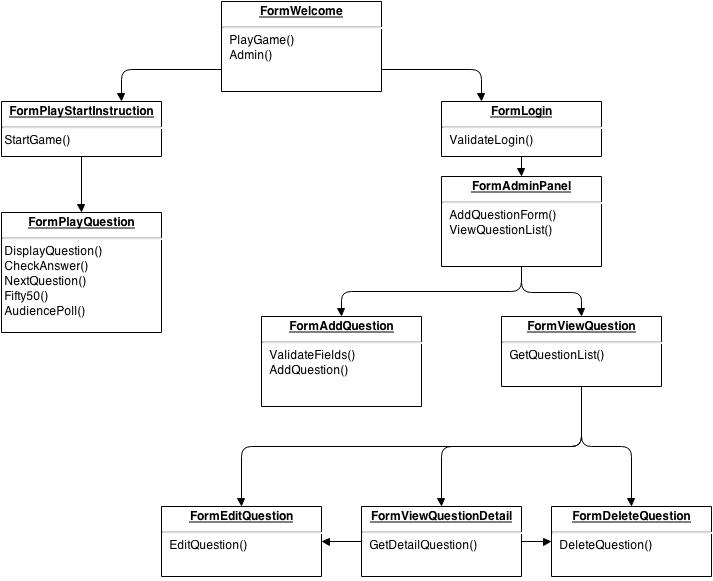 FormWelcome
PlayGame()
Admin()
FormPlayStartInstruction
StartGame()
FormLogin
ValidateLogin()
FormAdminPanel
AddQuestionForm()
ViewQuestionList()
FormPlayQuestion
DisplayQuestion()
CheckAnswer()
NextQuestion()
Fifty50()
AudiencePoll()
FormAddQuestion
ValidateFields()
AddQuestion()
FormViewQuestion
GetQuestionList()
FormEditQuestion
EditQuestion()
FormViewQuestionDetail
GetDetailQuestion()
FormDeleteQuestion
DeleteQuestion()